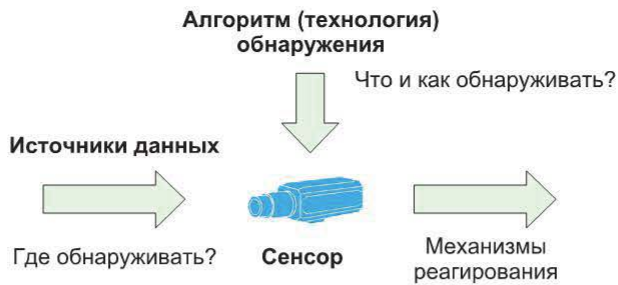 Алгоритм (технология)
обнаружения
Что и как обнаруживать?
Источники данных
Где обнаруживать?
Сенсор
Механизмы
реагирования